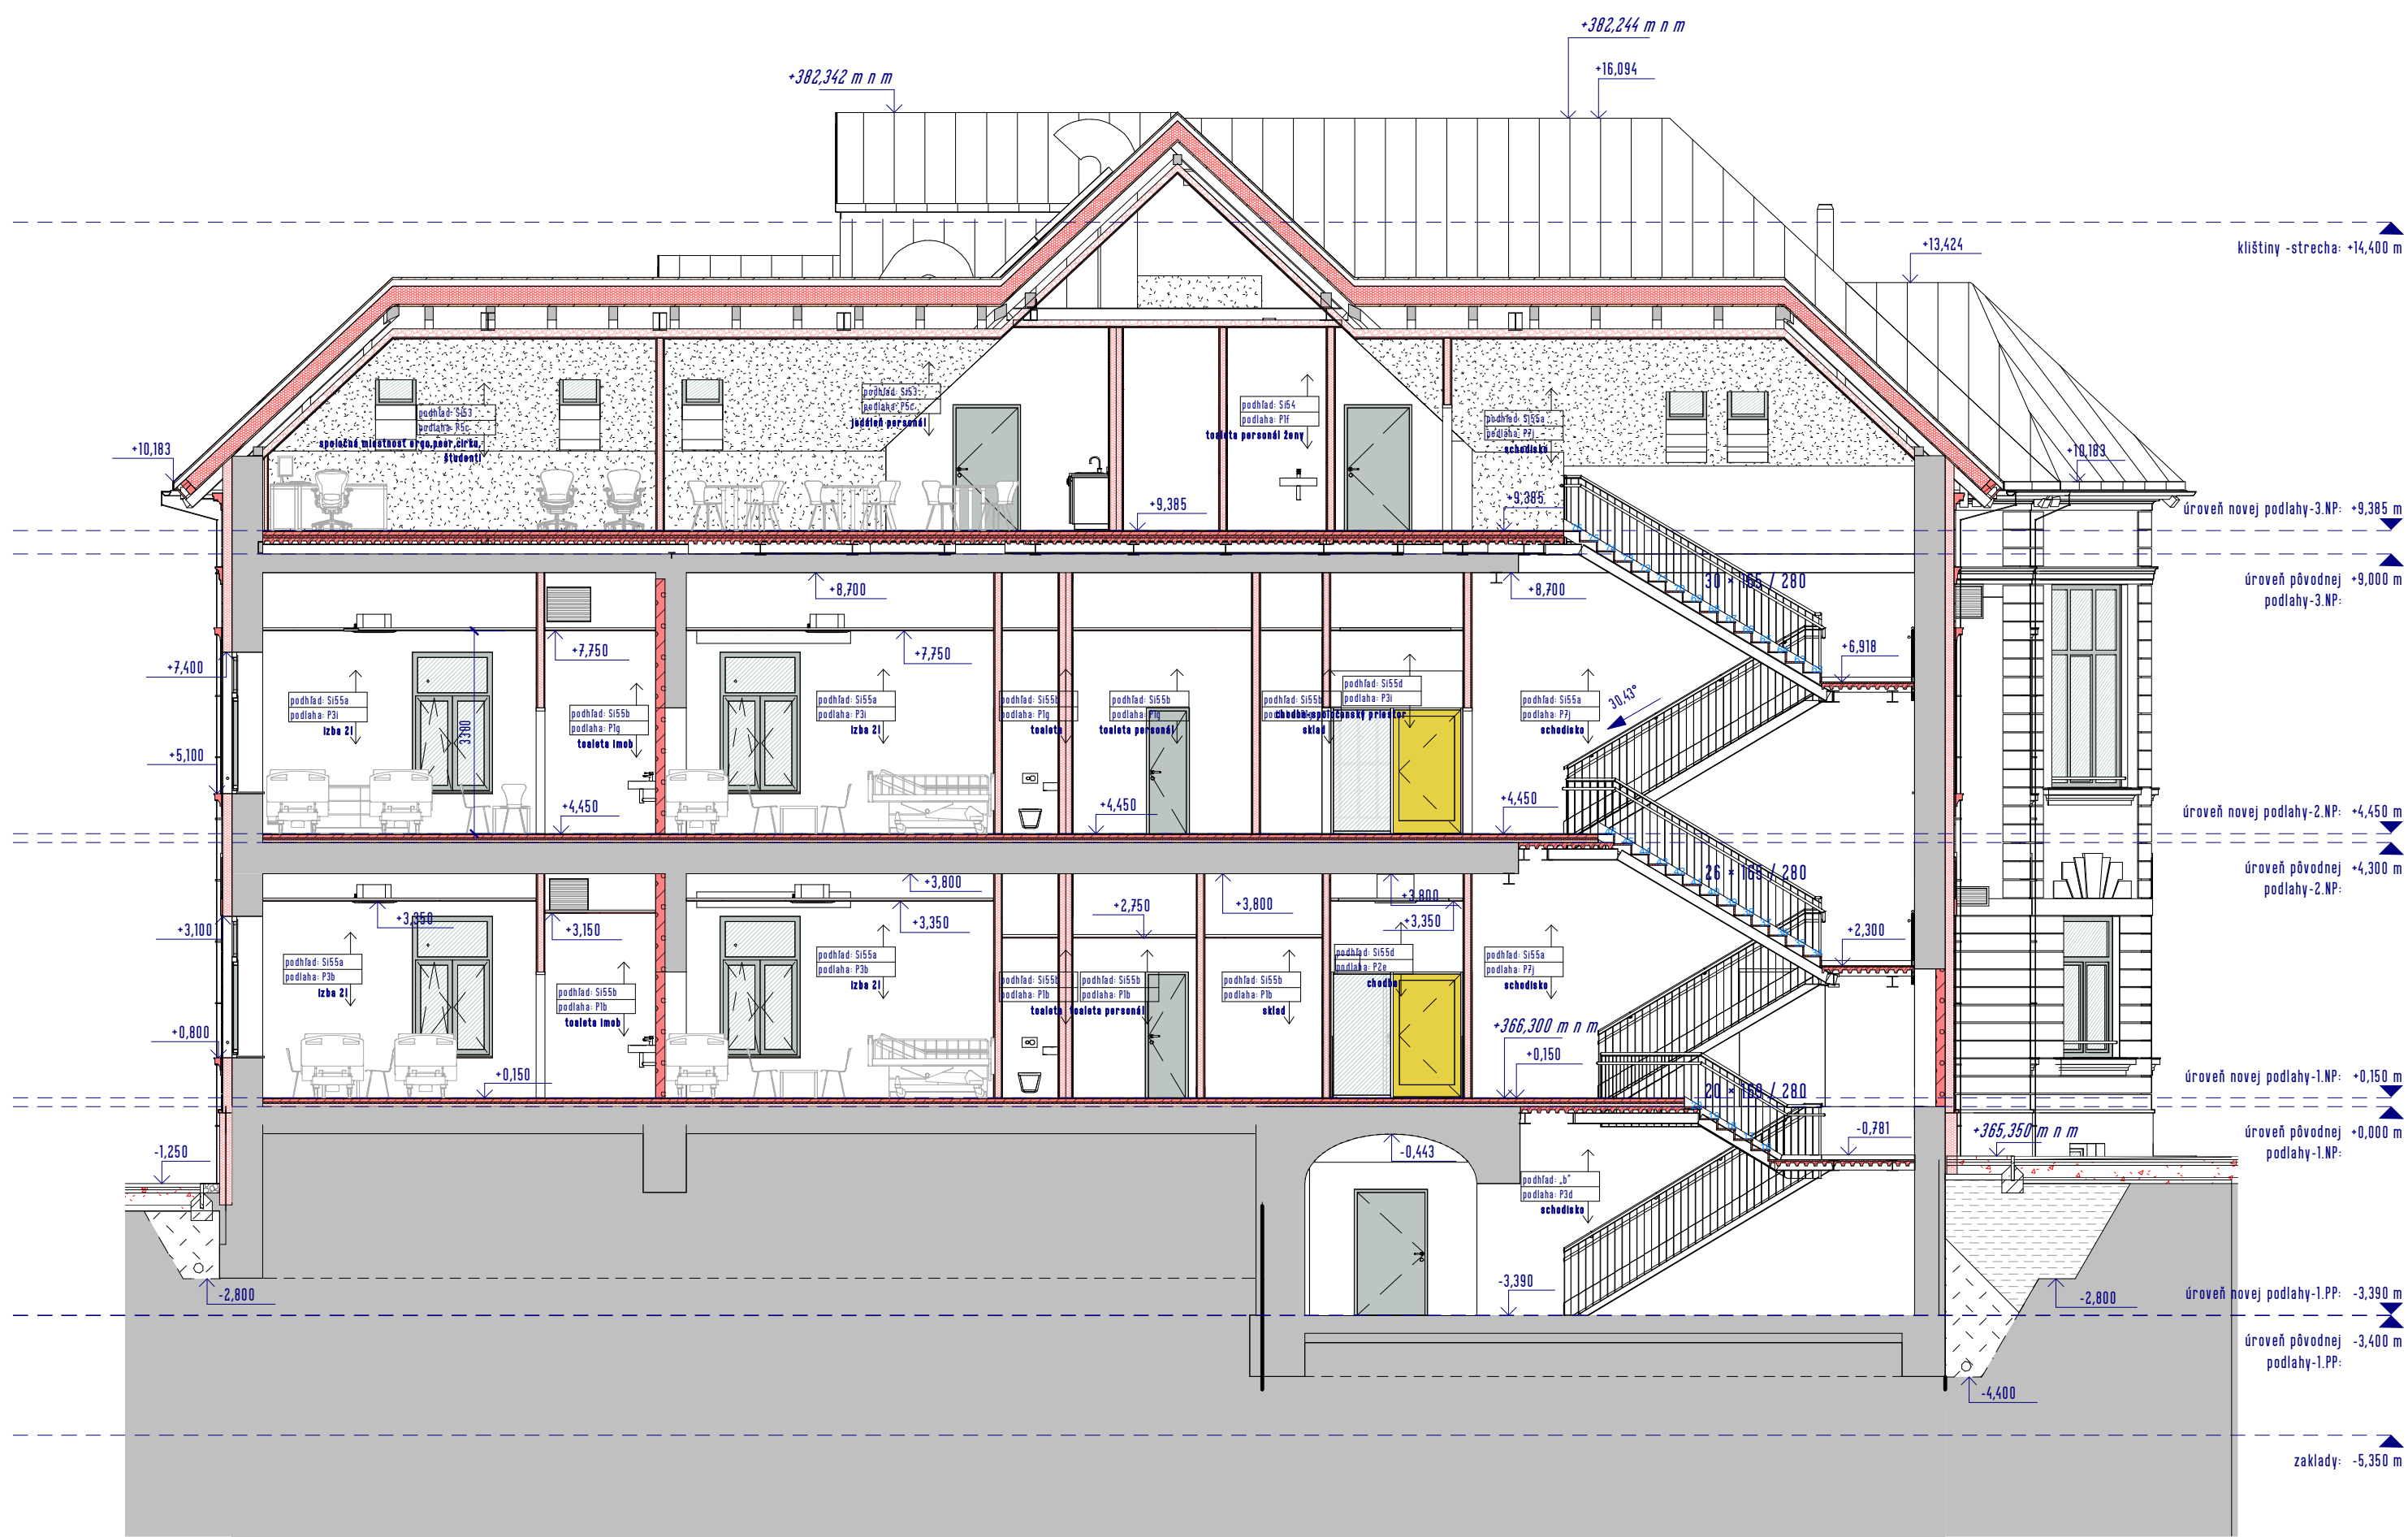 +382,244 m n m
+382,342 m n m
+16,094
+13,424
klištiny -strecha: +14,400 m
podhľad: Si53
podlaha: P5c
jedáleň personál
podhľad: Si54
podlaha: P1f
toaleta personál ženy
podhľad: Si53
podlaha: P5c
spoločná miestnosť ergo,peer,cirku,
študenti
podhľad: Si55a
podlaha: P7j
schodisko
+10,183
+10,183
+9,385
+9,385
úroveň novej podlahy-3.NP: +9,385 m
úroveň pôvodnej +9,000 m
podlahy-3.NP:
+8,700
+8,700
30 × 165 / 280
+7,750
+7,750
+7,400
+6,918
3300
30,43°
podhľad: Si55a
podlaha: P3i
izba 2l
podhľad: Si55b
podlaha: P1g
toaleta imob
podhľad: Si55a
podlaha: P3i
izba 2l
podhľad: Si55b
podlaha: P1g
toaleta
podhľad: Si55b
podlaha: P1g
toaleta personál
podhľad: Si55b
sklad
podhľad: Si55d
podlaha: P3i
chodba-spoločenský priestor
podhľad: Si55a
podlaha: P7j
schodisko
+5,100
+4,450
+4,450
+4,450
úroveň novej podlahy-2.NP: +4,450 m
úroveň pôvodnej +4,300 m
podlahy-2.NP:
26 × 169 / 280
+3,800
+3,800
+3,800
+3,350
+3,350
+3,350
+3,150
+2,750
+3,100
+2,300
podhľad: Si55a
podlaha: P3b
izba 2l
podhľad: Si55b
podlaha: P1b
toaleta imob
podhľad: Si55a
podlaha: P3b
izba 2l
podhľad: Si55b
podlaha: P1b
toaleta
podhľad: Si55b
podlaha: P1b
toaleta personál
podhľad: Si55b
podlaha: P1b
sklad
podhľad: Si55d
podlaha: P2e
chodba
podhľad: Si55a
podlaha: P7j
schodisko
+0,800
+366,300 m n m
+0,150
+0,150
20 × 169 / 280
úroveň novej podlahy-1.NP: +0,150 m
úroveň pôvodnej +0,000 m
podlahy-1.NP:
-1,250
-0,443
-0,781
+365,350 m n m
podhľad: „b"
podlaha: P3d
schodisko
-2,800
-3,390
-2,800
úroveň novej podlahy-1.PP: -3,390 m
úroveň pôvodnej -3,400 m
podlahy-1.PP:
-4,400
zaklady: -5,350 m